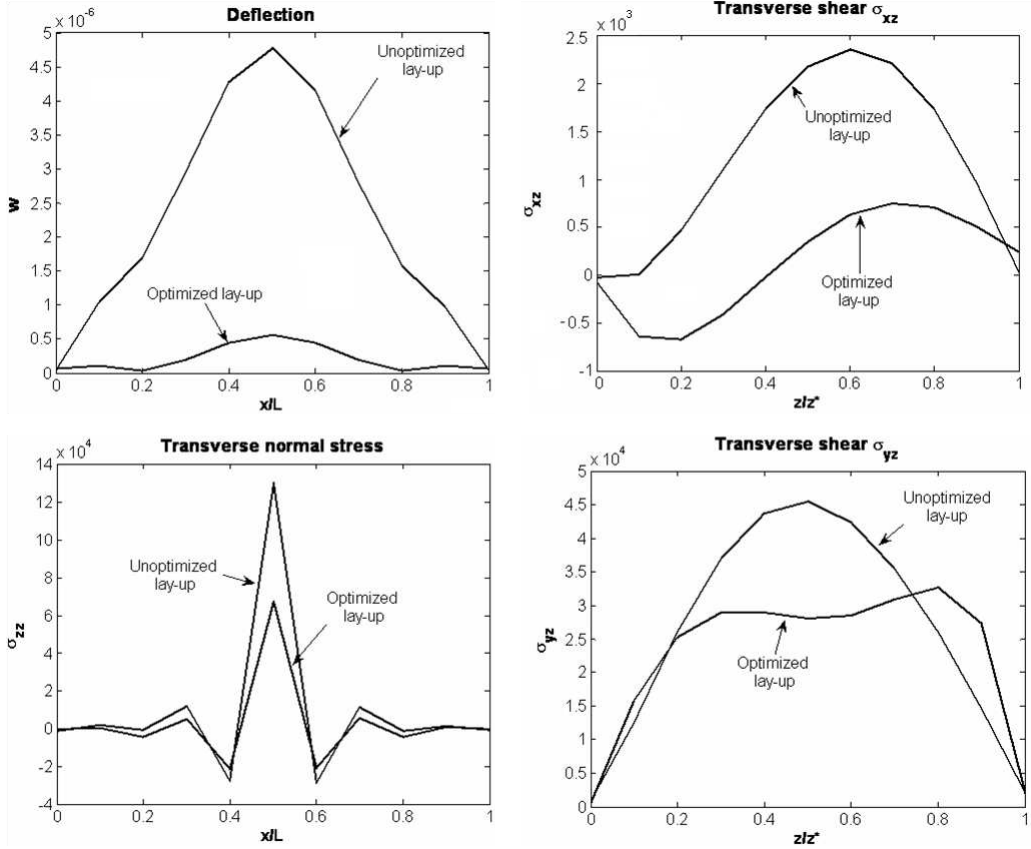 Deflection
x 10-6
5
4.5
4
3.5
3
2.5
2
1.5
1
0.5
0
w
Unoptimized
lay-up
Optimized lay-up
0
0.2
0.4
0.6
0.8
1
x/L
Transverse shear σxz
x 103
2.5
2
1.5
1
0.5
0
-0.5
-1
σxz
Unoptimized
lay-up
Optimized
lay-up
0
0.2
0.4
0.6
0.8
1
z/z*
Transverse normal stress
x 104
14
12
10
8
6
4
2
0
-2
-4
σzz
Unoptimized
lay-up
Optimized
lay-up
0
0.2
0.4
0.6
0.8
1
x/L
Transverse shear σyz
x 104
5
4.5
4
3.5
3
2.5
2
1.5
1
0.5
0
σyz
Unoptimized
lay-up
Optimized
lay-up
0
0.2
0.4
0.6
0.8
1
z/z*